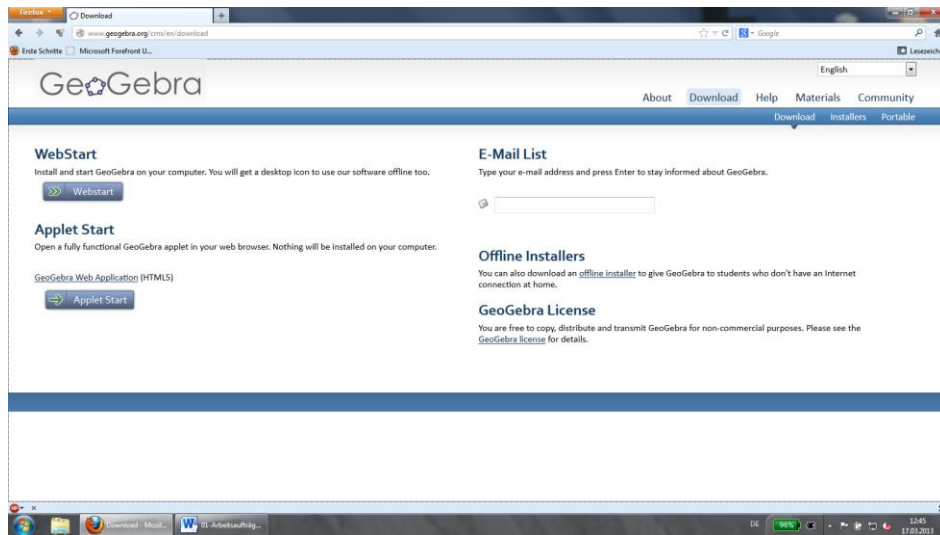 Firefox
Download
www.geogebra.org/cms/en/download
Google
Erste Schritte
Microsoft Forefront U...
Lesezeich
GeoGebra
English
About Download Help Materials Community
Download Installers Portable
WebStart
Install and start GeoGebra on your computer. You will get a desktop icon to use our software offline too.
Webstart
Applet Start
Open a fully functional GeoGebra applet in your web browser. Nothing will be installed on your computer.
GeoGebra Web Application (HTML5)
Applet Start
E-Mail List
Type your e-mail address and press Enter to stay informed about GeoGebra.
Offline Installers
You can also download an offline installer to give GeoGebra to students who don't have an Internet
connection at home.
GeoGebra License
You are free to copy, distribute and transmit GeoGebra for non-commercial purposes. Please see the
GeoGebra license for details.
Download - Mozil...
01-Arbeitsaufträg...
DE
96%
12:45
17.03.2013